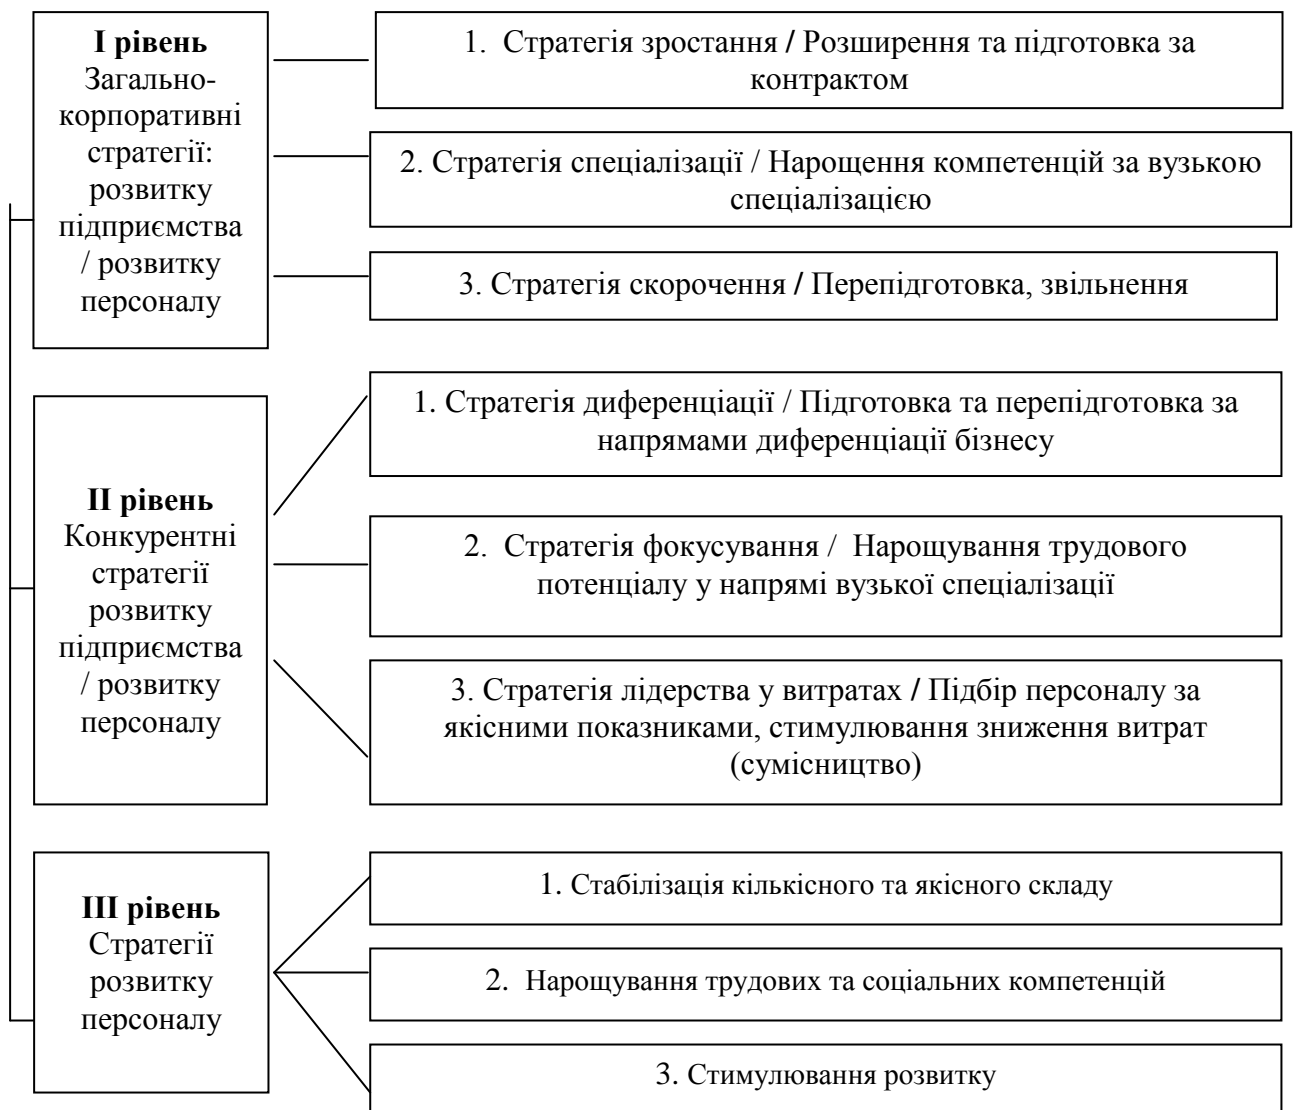 І рівень
Загально-
корпоративні
стратегії:
розвитку
підприємства
/ розвитку
персоналу
1. Стратегія зростання / Розширення та підготовка за
контрактом
2. Стратегія спеціалізації / Нарощення компетенцій за вузькою
спеціалізацією
3. Стратегія скорочення / Перепідготовка, звільнення
ІІ рівень
Конкурентні
стратегії
розвитку
підприємства
/ розвитку
персоналу
1. Стратегія диференціації / Підготовка та перепідготовка за
напрямами диференціації бізнесу
2. Стратегія фокусування / Нарощування трудового
потенціалу у напрямі вузької спеціалізації
3. Стратегія лідерства у витратах / Підбір персоналу за
якісними показниками, стимулювання зниження витрат
(сумісництво)
ІІІ рівень
Стратегії
розвитку
персоналу
1. Стабілізація кількісного та якісного складу
2. Нарощування трудових та соціальних компетенцій
3. Стимулювання розвитку